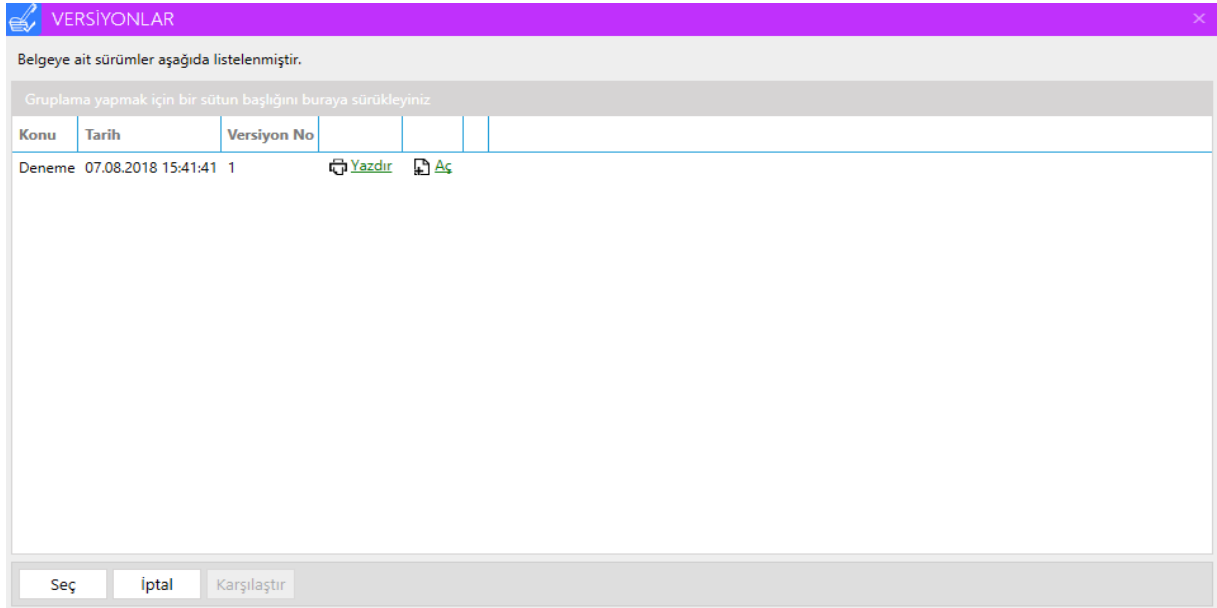 VERSİYONLAR
Belgeye ait sürümler aşağıda listelenmiştir.
Gruplama yapmak için bir sütun başlığını buraya sürükleyiniz
Konu Tarih Versiyon No
Deneme 07.08.2018 15:41:41 1 Yazdır Aç
Seç İptal Karşılaştır